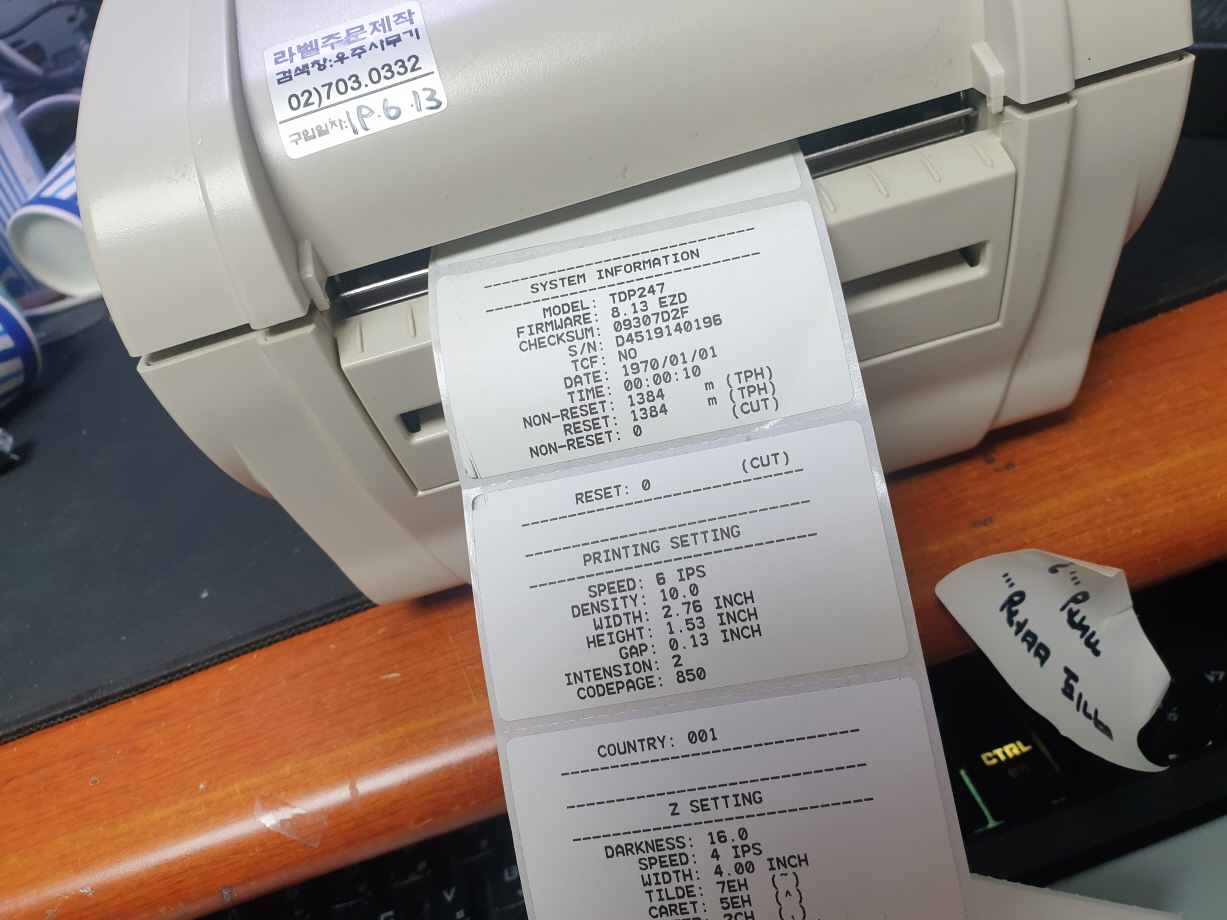 라벨주문제작
검색창:우주사무기
02)703.0332
구입일자:19.6.13
SYSTEM INFORMATION
MODEL: TDP247
FIRMWARE: 8.13 EZD
CHECKSUM: 09307D2F
S/N: D4519140196
TCF: NO
DATE: 1970/01/01
TIME: 00:00:10
NON-RESET: 1384 m (TPH)
RESET: 1384 m (TPH)
NON-RESET: 0 (CUT)
RESET: 0 (CUT)
PRINTING SETTING
SPEED: 6 IPS
DENSITY: 10.0
WIDTH: 2.76 INCH
HEIGHT: 1.53 INCH
GAP: 0.13 INCH
INTENSION: 2
CODEPAGE: 850
COUNTRY: 001
Z SETTING
DARKNESS: 16.0
SPEED: 4 IPS
WIDTH: 4.00 INCH
TILDE: 7EH (~)
CARET: 5EH (^)
2CH (,)
CTRL
V